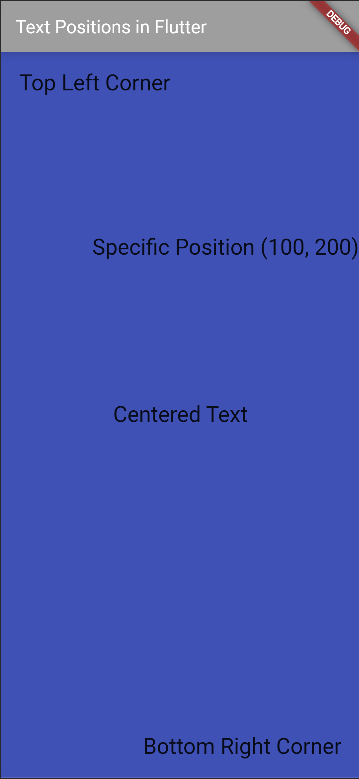 Text Positions in Flutter
DEBUG
Top Left Corner
Specific Position (100, 200)
Centered Text
Bottom Right Corner